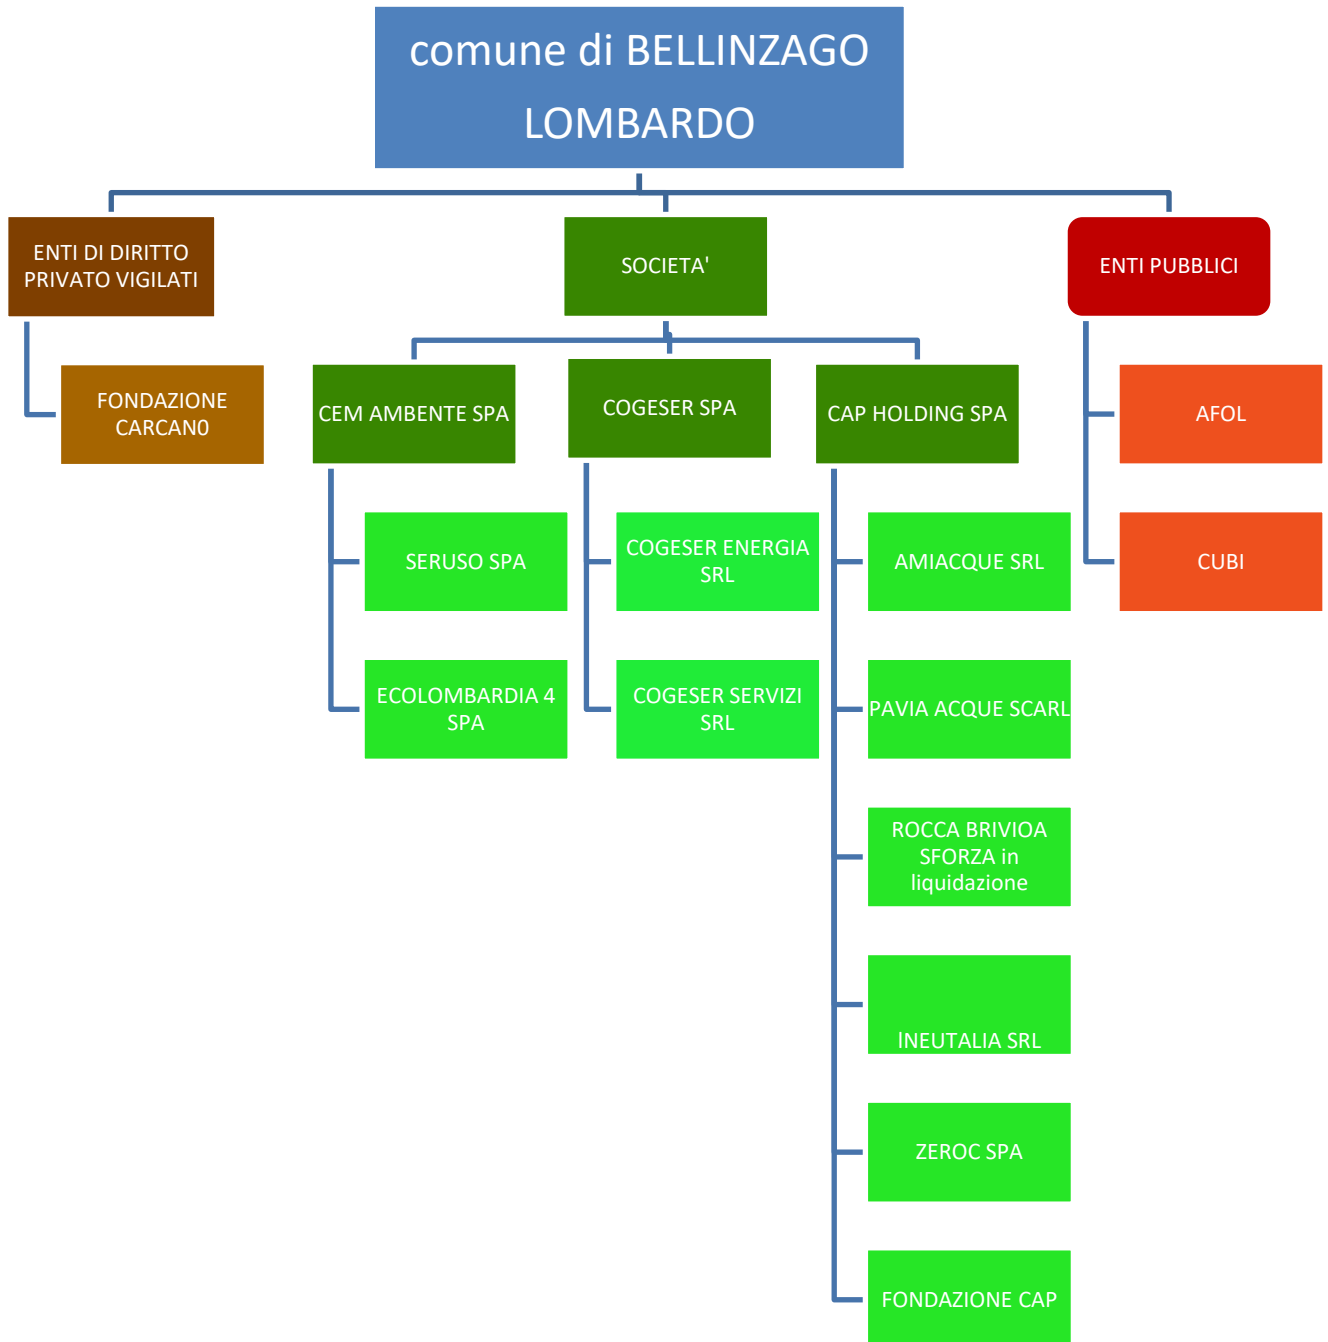 comune di BELLINZAGO
LOMBARDO
ENTI DI DIRITTO
PRIVATO VIGILATI
SOCIETA'
ENTI PUBBLICI
FONDAZIONE
CARCAN0
CEM AMBENTE SPA
COGESER SPA
CAP HOLDING SPA
AFOL
SERUSO SPA
COGESER ENERGIA
SRL
AMIACQUE SRL
CUBI
ECOLOMBARDIA 4
SPA
COGESER SERVIZI
SRL
PAVIA ACQUE SCARL
ROCCA BRIVIOA
SFORZA in
liquidazione
INEUTALIA SRL
ZEROC SPA
FONDAZIONE CAP